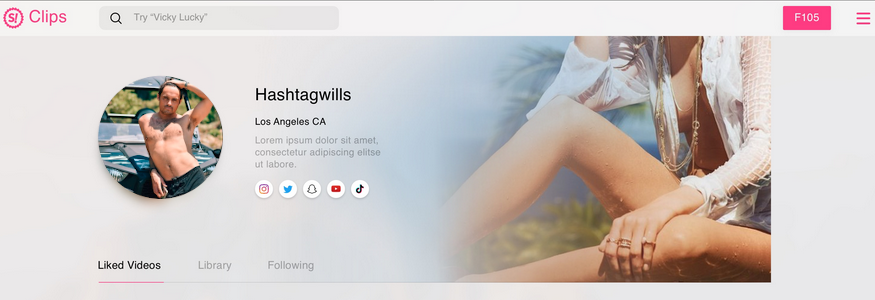 S! Clips
Try “Vicky Lucky”
F105
Hashtagwills
Los Angeles CA
Lorem ipsum dolor sit amet,
consectetur adipiscing elitse
ut labore.
Liked Videos
Library
Following